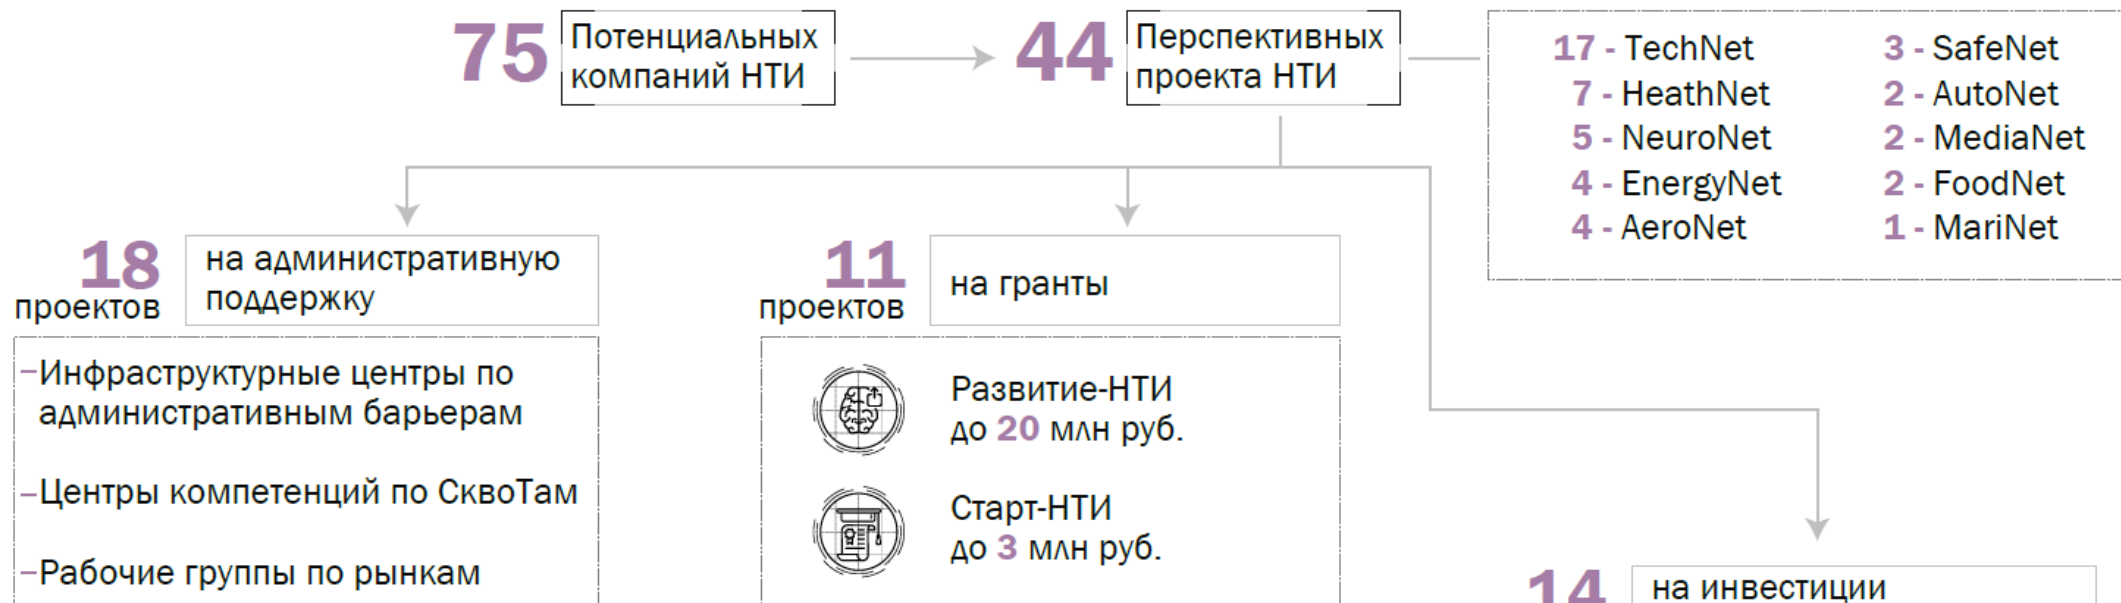 75
Потенциальных
компаний НТИ
44
Перспективных
проекта НТИ
17 - TechNet
7 - HeathNet
5 - NeuroNet
4 - EnergyNet
4 - AeroNet
3 - SafeNet
2 - AutoNet
2 - MediaNet
2 - FoodNet
1 - MariNet
18
проектов
на административную
поддержку
–Инфраструктурные центры по
административным барьерам
–Центры компетенций по СквоТам
–Рабочие группы по рынкам
11
проектов
на гранты
Развитие-НТИ
до 20 млн руб.
Старт-НТИ
до 3 млн руб.
14
на инвестиции